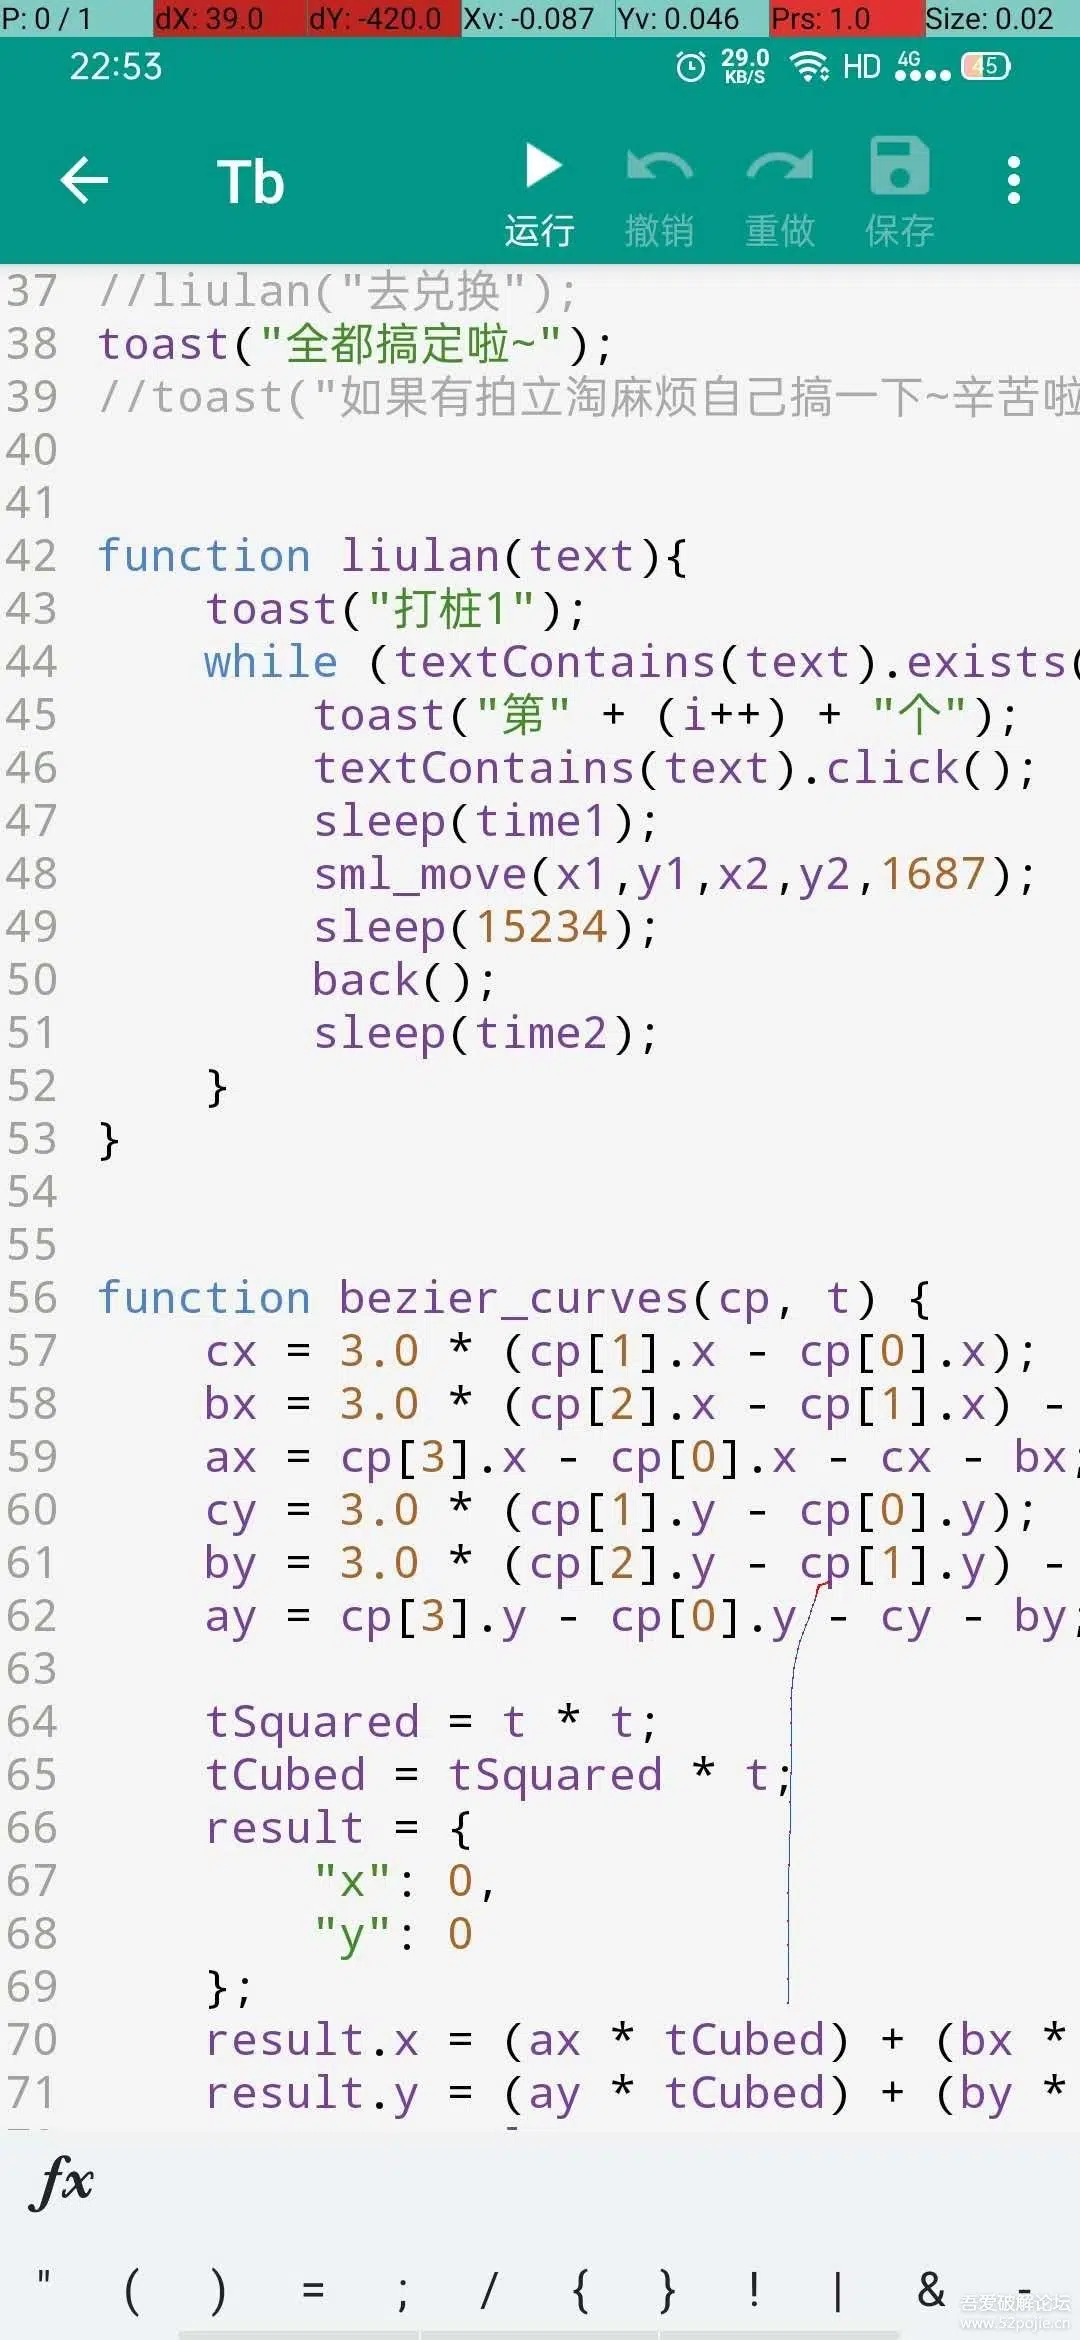 P: 0 / 1 dX: 39.0 dY: -420.0 Xv: -0.087 Yv: 0.046 Prs: 1.0 Size: 0.02
22:53 29.0 KB/S HD 4G 45
Tb 运行 撤销 重做 保存
37 //liulan("去兑换");
38 toast("全都搞定啦~");
39 //toast("如果有拍立淘麻烦自己搞一下~辛苦啦
40
41
42 function liulan(text){
43 toast("打桩1");
44 while (textContains(text).exists(
45 toast("第" + (i++) + "个");
46 textContains(text).click();
47 sleep(time1);
48 sml_move(x1,y1,x2,y2,1687);
49 sleep(15234);
50 back();
51 sleep(time2);
52 }
53 }
54
55
56 function bezier_curves(cp, t) {
57 cx = 3.0 * (cp[1].x - cp[0].x);
58 bx = 3.0 * (cp[2].x - cp[1].x) -
59 ax = cp[3].x - cp[0].x - cx - bx;
60 cy = 3.0 * (cp[1].y - cp[0].y);
61 by = 3.0 * (cp[2].y - cp[1].y) -
62 ay = cp[3].y - cp[0].y - cy - by;
63
64 tSquared = t * t;
65 tCubed = tSquared * t;
66 result = {
67 "x": 0,
68 "y": 0
69 };
70 result.x = (ax * tCubed) + (bx *
71 result.y = (ay * tCubed) + (by *
fx
" ( ) = ; / { } ! | & -
吾爱破解论坛
www.52pojie.cn